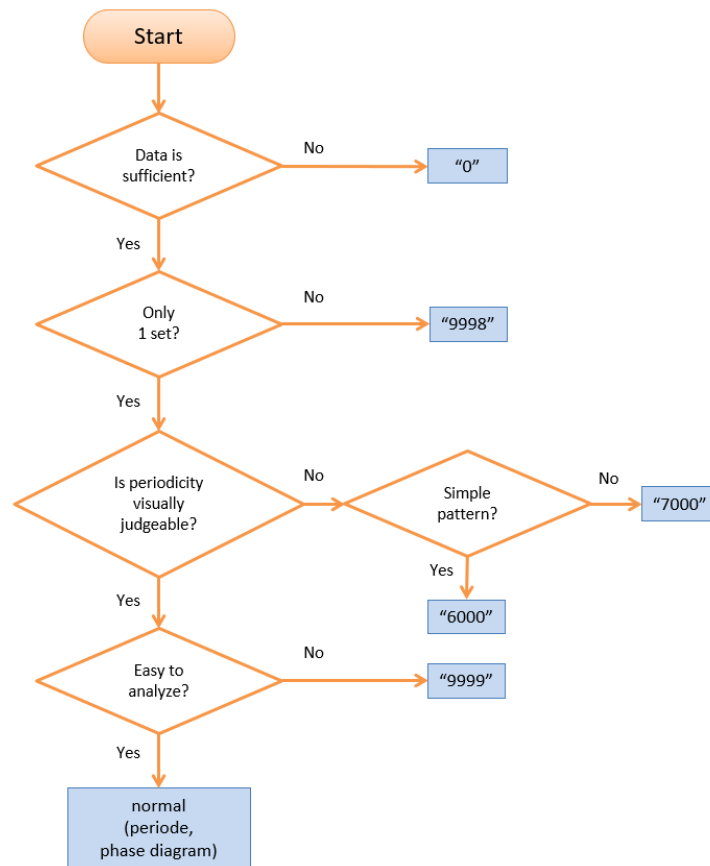 Start
Data is
sufficient?
No
“0”
Yes
Only
1 set?
No
“9998”
Yes
Is periodicity
visually
judgeable?
No
Simple
pattern?
No
“7000”
Yes
“6000”
Yes
Easy to
analyze?
No
“9999”
Yes
normal
(periode,
phase diagram)